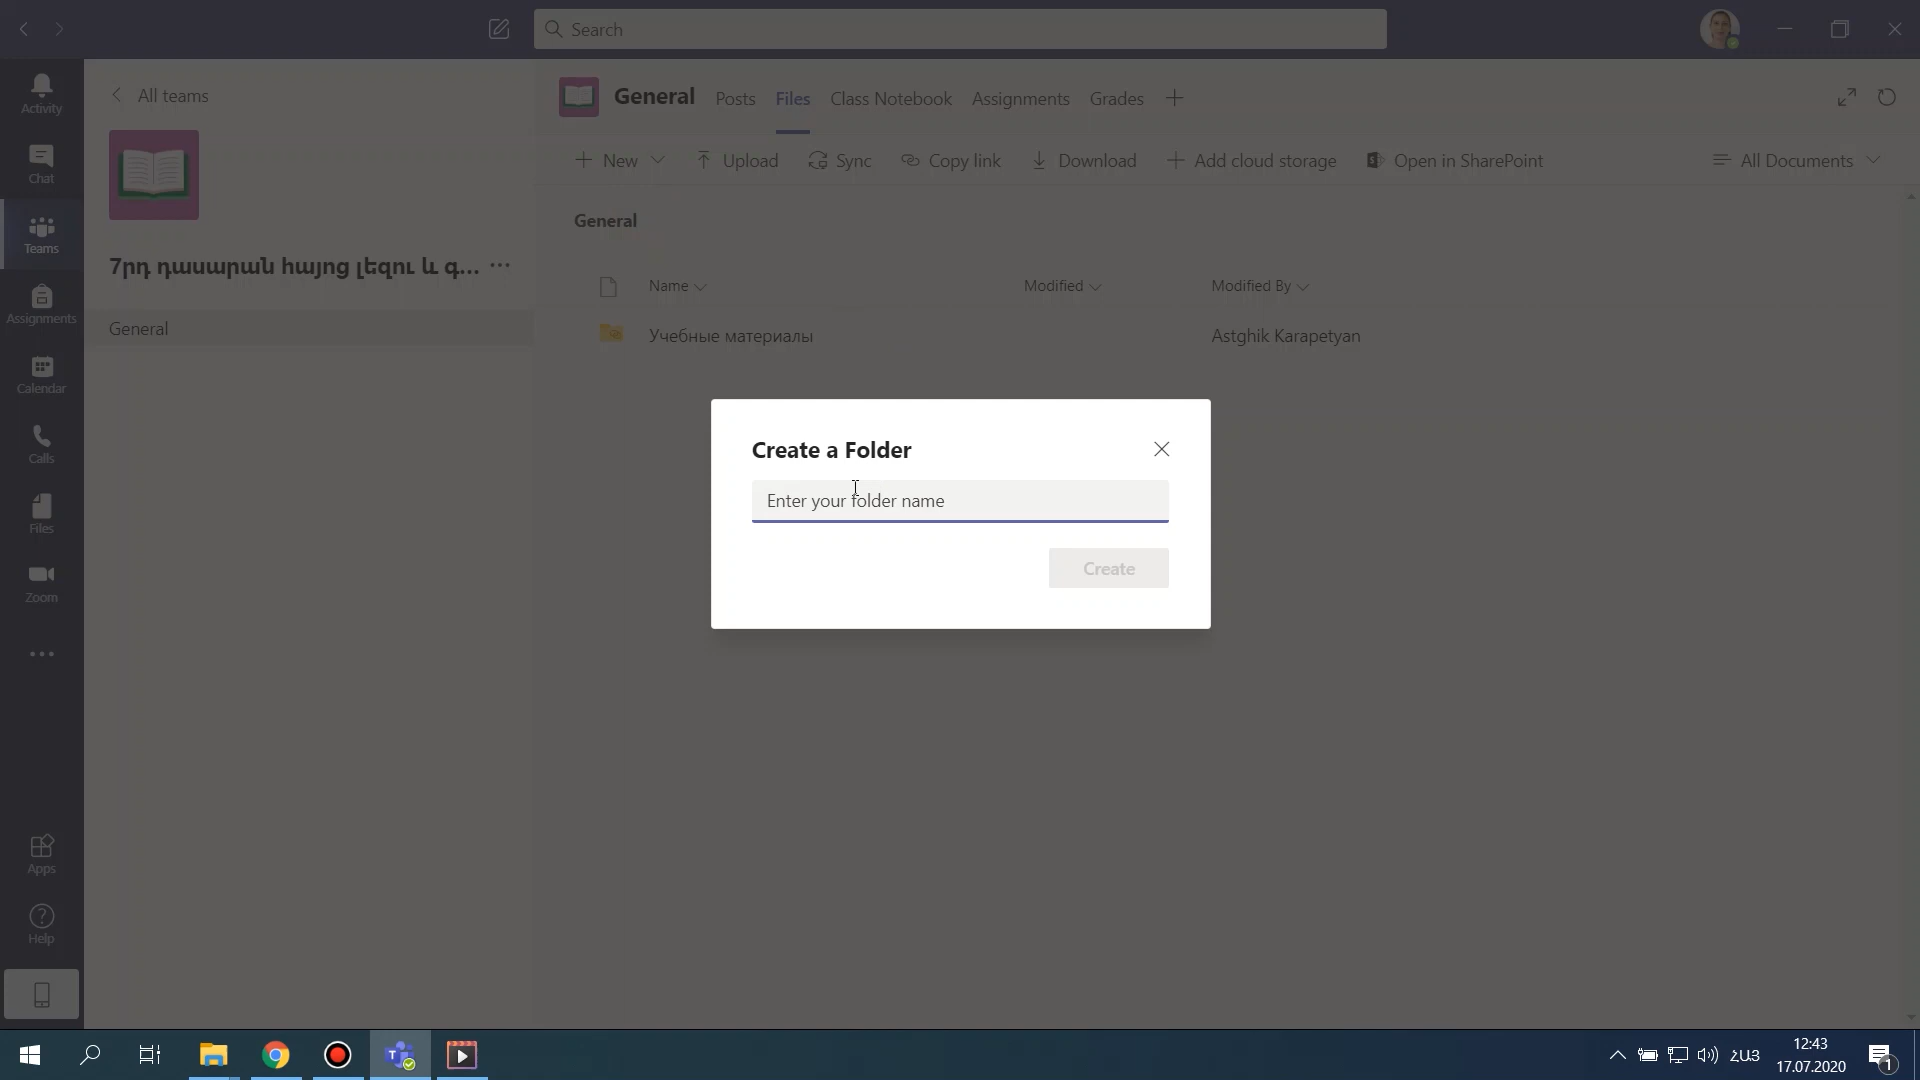 Search
Activity
Chat
Teams
Assignments
Calendar
Calls
Files
Zoom
Apps
Help
All teams
7րդ դասարան հայոց լեզու և գ...
General
General
Posts
Files
Class Notebook
Assignments
Grades
New
Upload
Sync
Copy link
Download
Add cloud storage
Open in SharePoint
All Documents
General
Name
Modified
Modified By
Учебные материалы
Astghik Karapetyan
Create a Folder
Enter your folder name
Create
ՀԱՅ
12:43
17.07.2020
1